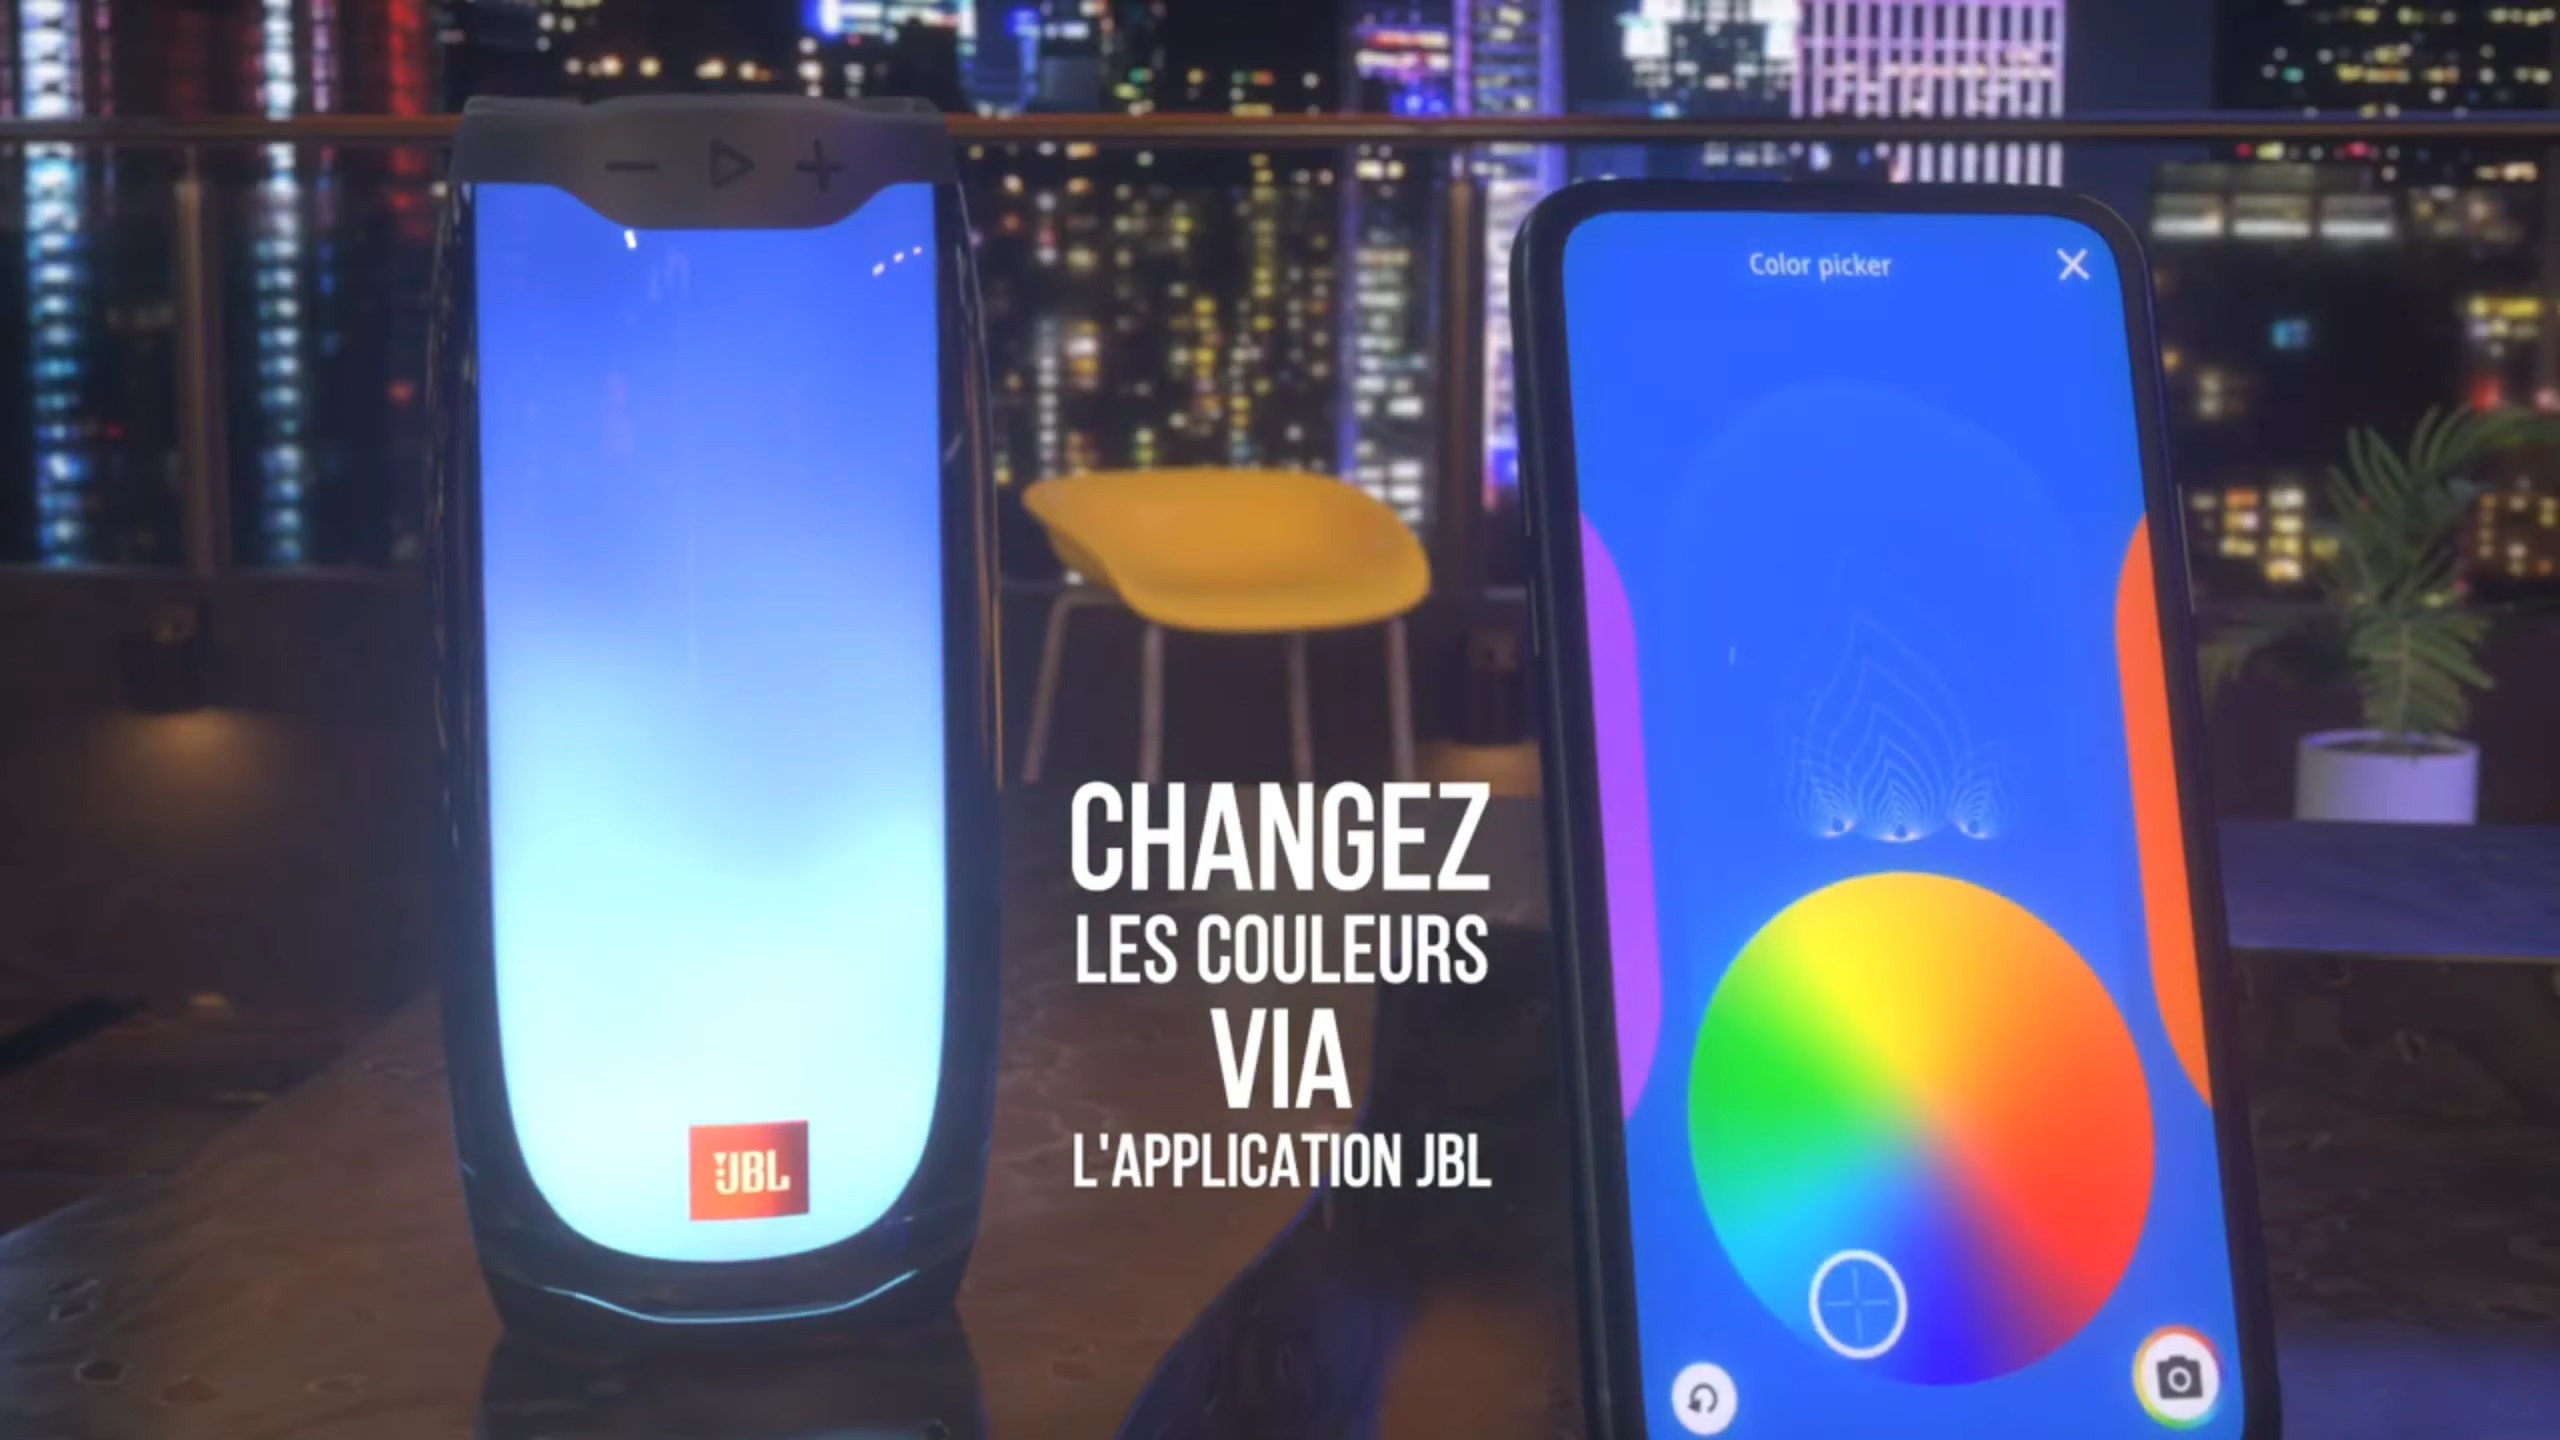 Color picker
CHANGEZ
LES COULEURS
VIA
L'APPLICATION JBL
JBL